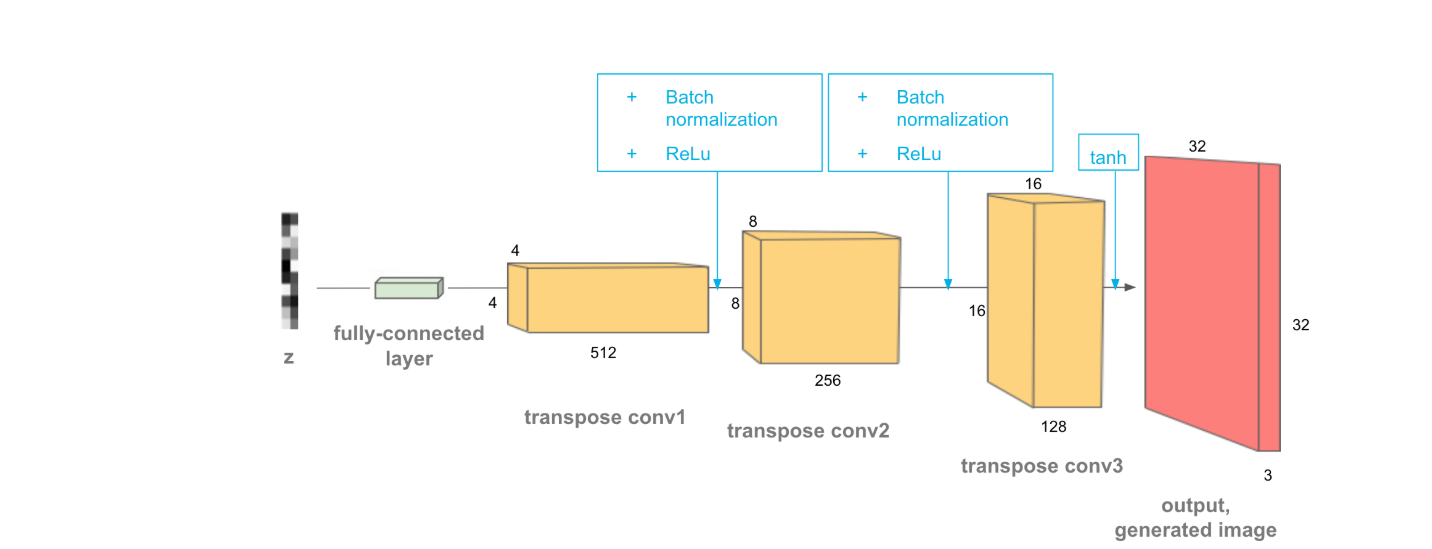 + Batch
normalization
+ ReLu
+ Batch
normalization
+ ReLu
tanh
z
fully-connected
layer
4
4
512
transpose conv1
8
8
256
transpose conv2
16
16
128
transpose conv3
32
32
3
output,
generated image